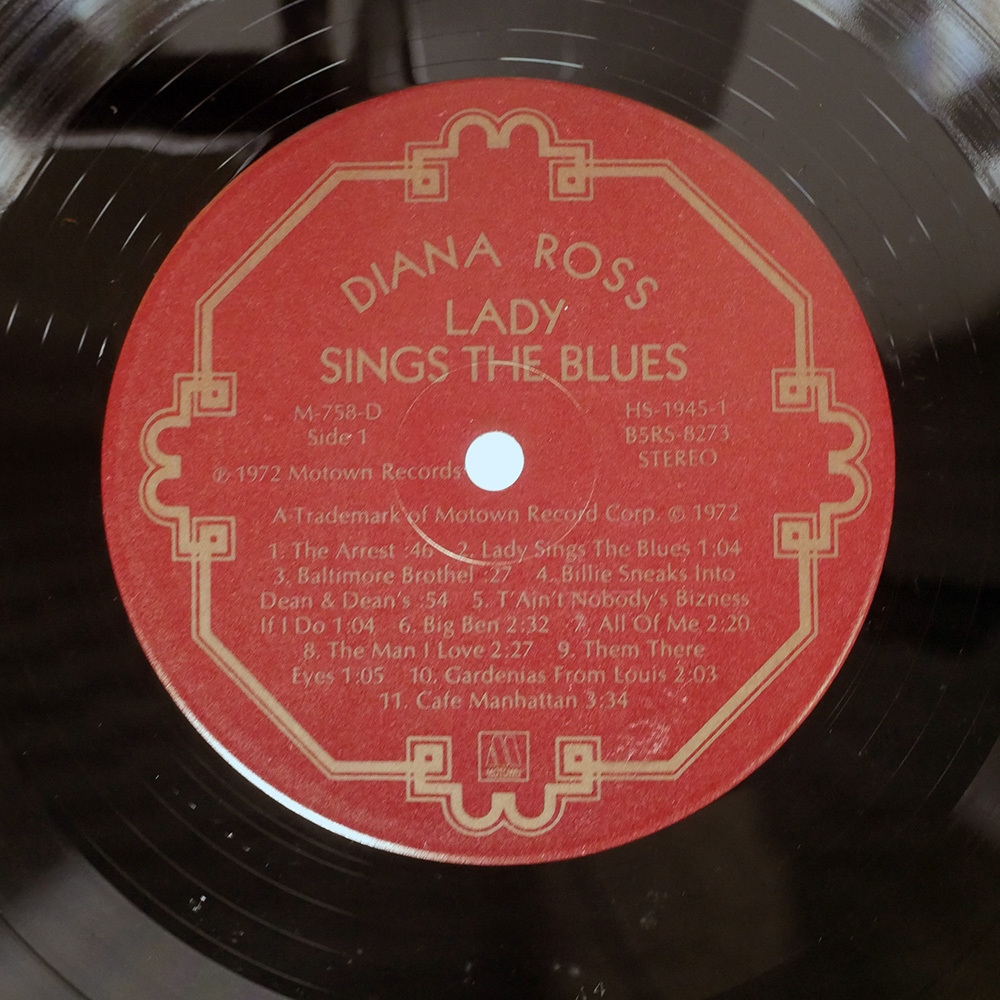 DIANA ROSS
LADY
SINGS THE BLUES
M-758-D
Side 1
HS-1945-1
B5RS-8273
STEREO
℗ 1972 Motown Records
A Trademark of Motown Record Corp. © 1972
1. The Arrest :46 2. Lady Sings The Blues 1:04
3. Baltimore Brothel :27 4. Billie Sneaks Into
Dean & Dean's :54 5. T'Ain't Nobody's Bizness
If I Do 1:04 6. Big Ben 2:32 7. All Of Me 2:20
8. The Man I Love 2:27 9. Them There
Eyes 1:05 10. Gardenias From Louis 2:03
11. Cafe Manhattan 3:34
M
MOTOWN